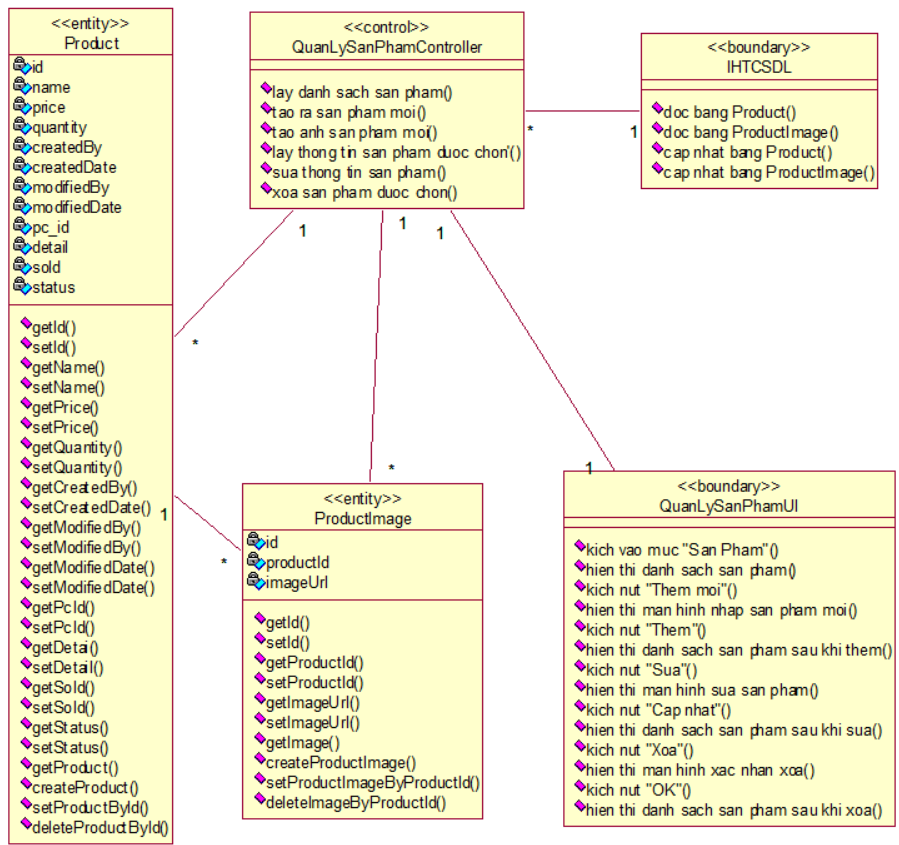 <<entity>>
Product
id
name
price
quantity
createdBy
createdDate
modifiedBy
modifiedDate
pc_id
detail
sold
status
getId()
setId()
getName()
setName()
getPrice()
setPrice()
getQuantity()
setQuantity()
getCreatedBy()
setCreatedDate()
getModifiedBy()
setModifiedBy()
getModifiedDate()
setModifiedDate()
getPcId()
setPcId()
getDetai()
setDetail()
getSold()
setSold()
getStatus()
setStatus()
getProduct()
createProduct()
setProductById()
deleteProductById()
<<control>>
QuanLySanPhamController
lay danh sach san pham()
tao ra san pham moi()
tao anh san pham moi()
lay thong tin san pham duoc chon'()
sua thong tin san pham()
xoa san pham duoc chon()
<<boundary>>
IHTCSDL
doc bang Product()
doc bang ProductImage()
cap nhat bang Product()
cap nhat bang ProductImage()
*
1
1
1
1
*
*
1
1
*
<<entity>>
ProductImage
id
productId
imageUrl
getId()
setId()
getProductId()
setProductId()
getImageUrl()
setImageUrl()
getImage()
createProductImage()
setProductImageByProductId()
deleteImageByProductId()
<<boundary>>
QuanLySanPhamUI
kich vao muc "San Pham"()
hien thi danh sach san pham()
kich nut "Them moi"()
hien thi man hinh nhap san pham moi()
kich nut "Them"()
hien thi danh sach san pham sau khi them()
kich nut "Sua"()
hien thi man hinh sua san pham()
kich nut "Cap nhat"()
hien thi danh sach san pham sau khi sua()
kich nut "Xoa"()
hien thi man hinh xac nhan xoa()
kich nut "OK"()
hien thi danh sach san pham sau khi xoa()